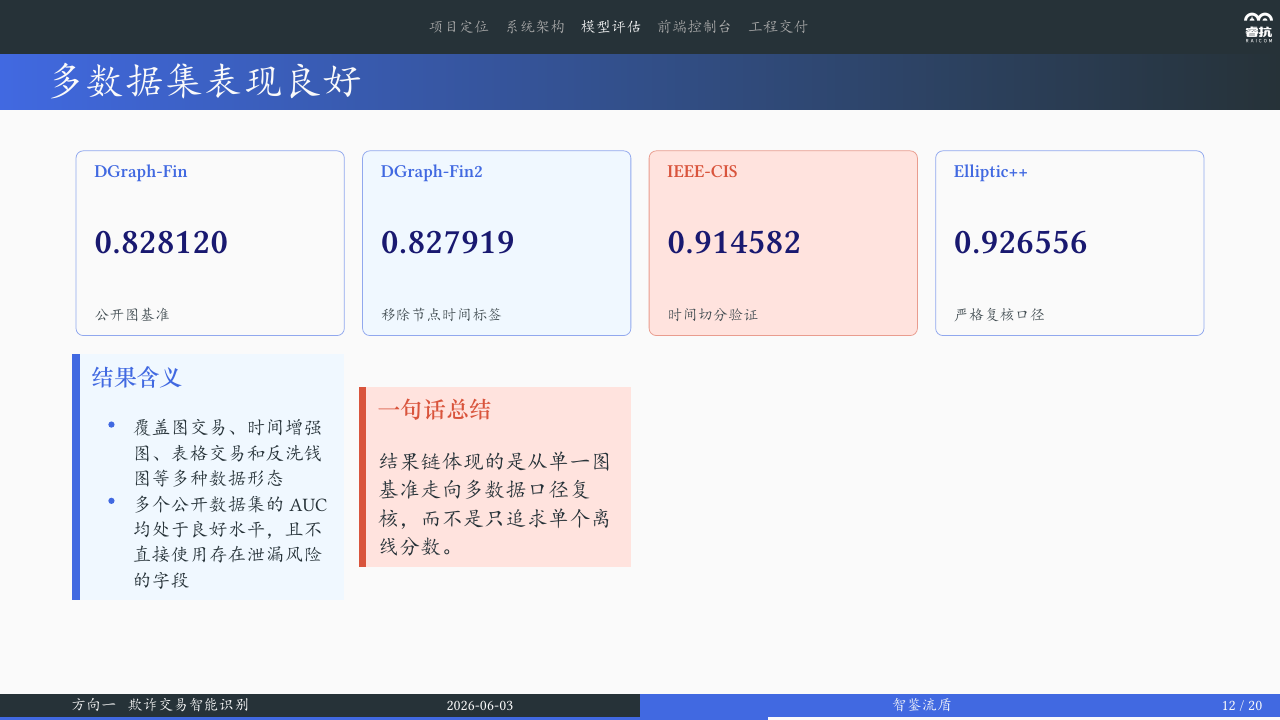 项目定位 系统架构 模型评估 前端控制台 工程交付
睿抗
RAICOM
多数据集表现良好
DGraph-Fin
0.828120
公开图基准
DGraph-Fin2
0.827919
移除节点时间标签
IEEE-CIS
0.914582
时间切分验证
Elliptic++
0.926556
严格复核口径
结果含义
• 覆盖图交易、时间增强
图、表格交易和反洗钱
图等多种数据形态
• 多个公开数据集的 AUC
均处于良好水平，且不
直接使用存在泄漏风险
的字段
一句话总结
结果链体现的是从单一图
基准走向多数据口径复
核，而不是只追求单个离
线分数。
方向一 欺诈交易智能识别
2026-06-03
智鉴流盾
12 / 20